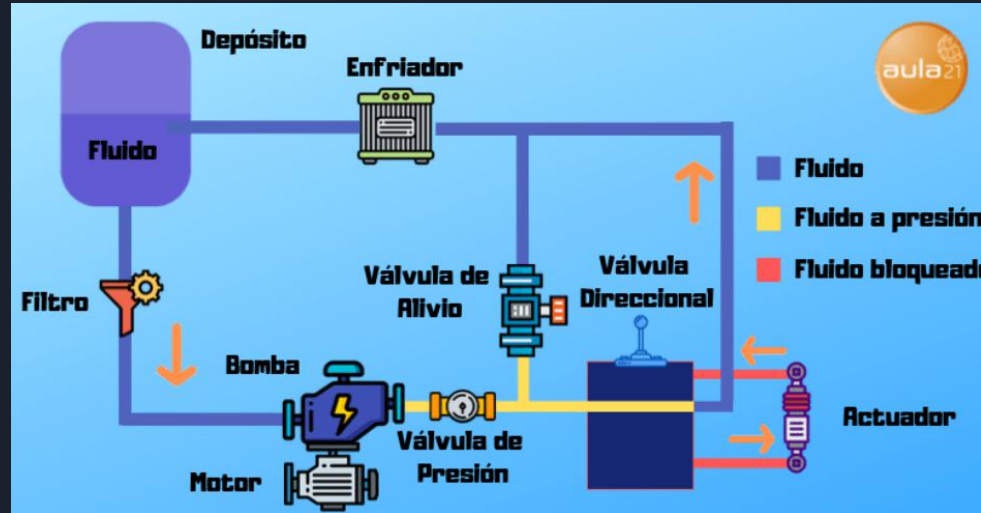 Depósito
Enfriador
aula21
Fluido
Fluido
Fluido a presión
Fluido bloqueado
Filtro
Válvula de
Alivio
Válvula
Direccional
Bomba
Válvula de
Presión
Motor
Actuador